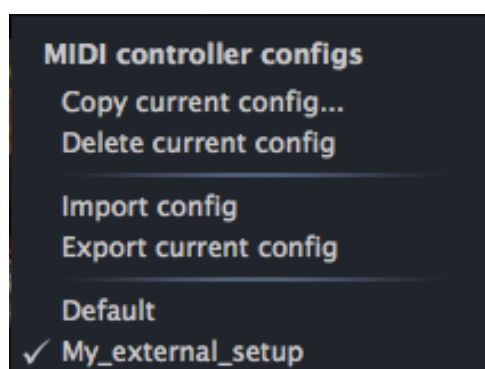 MIDI controller configs
Copy current config...
Delete current config
Import config
Export current config
Default
✓ My_external_setup